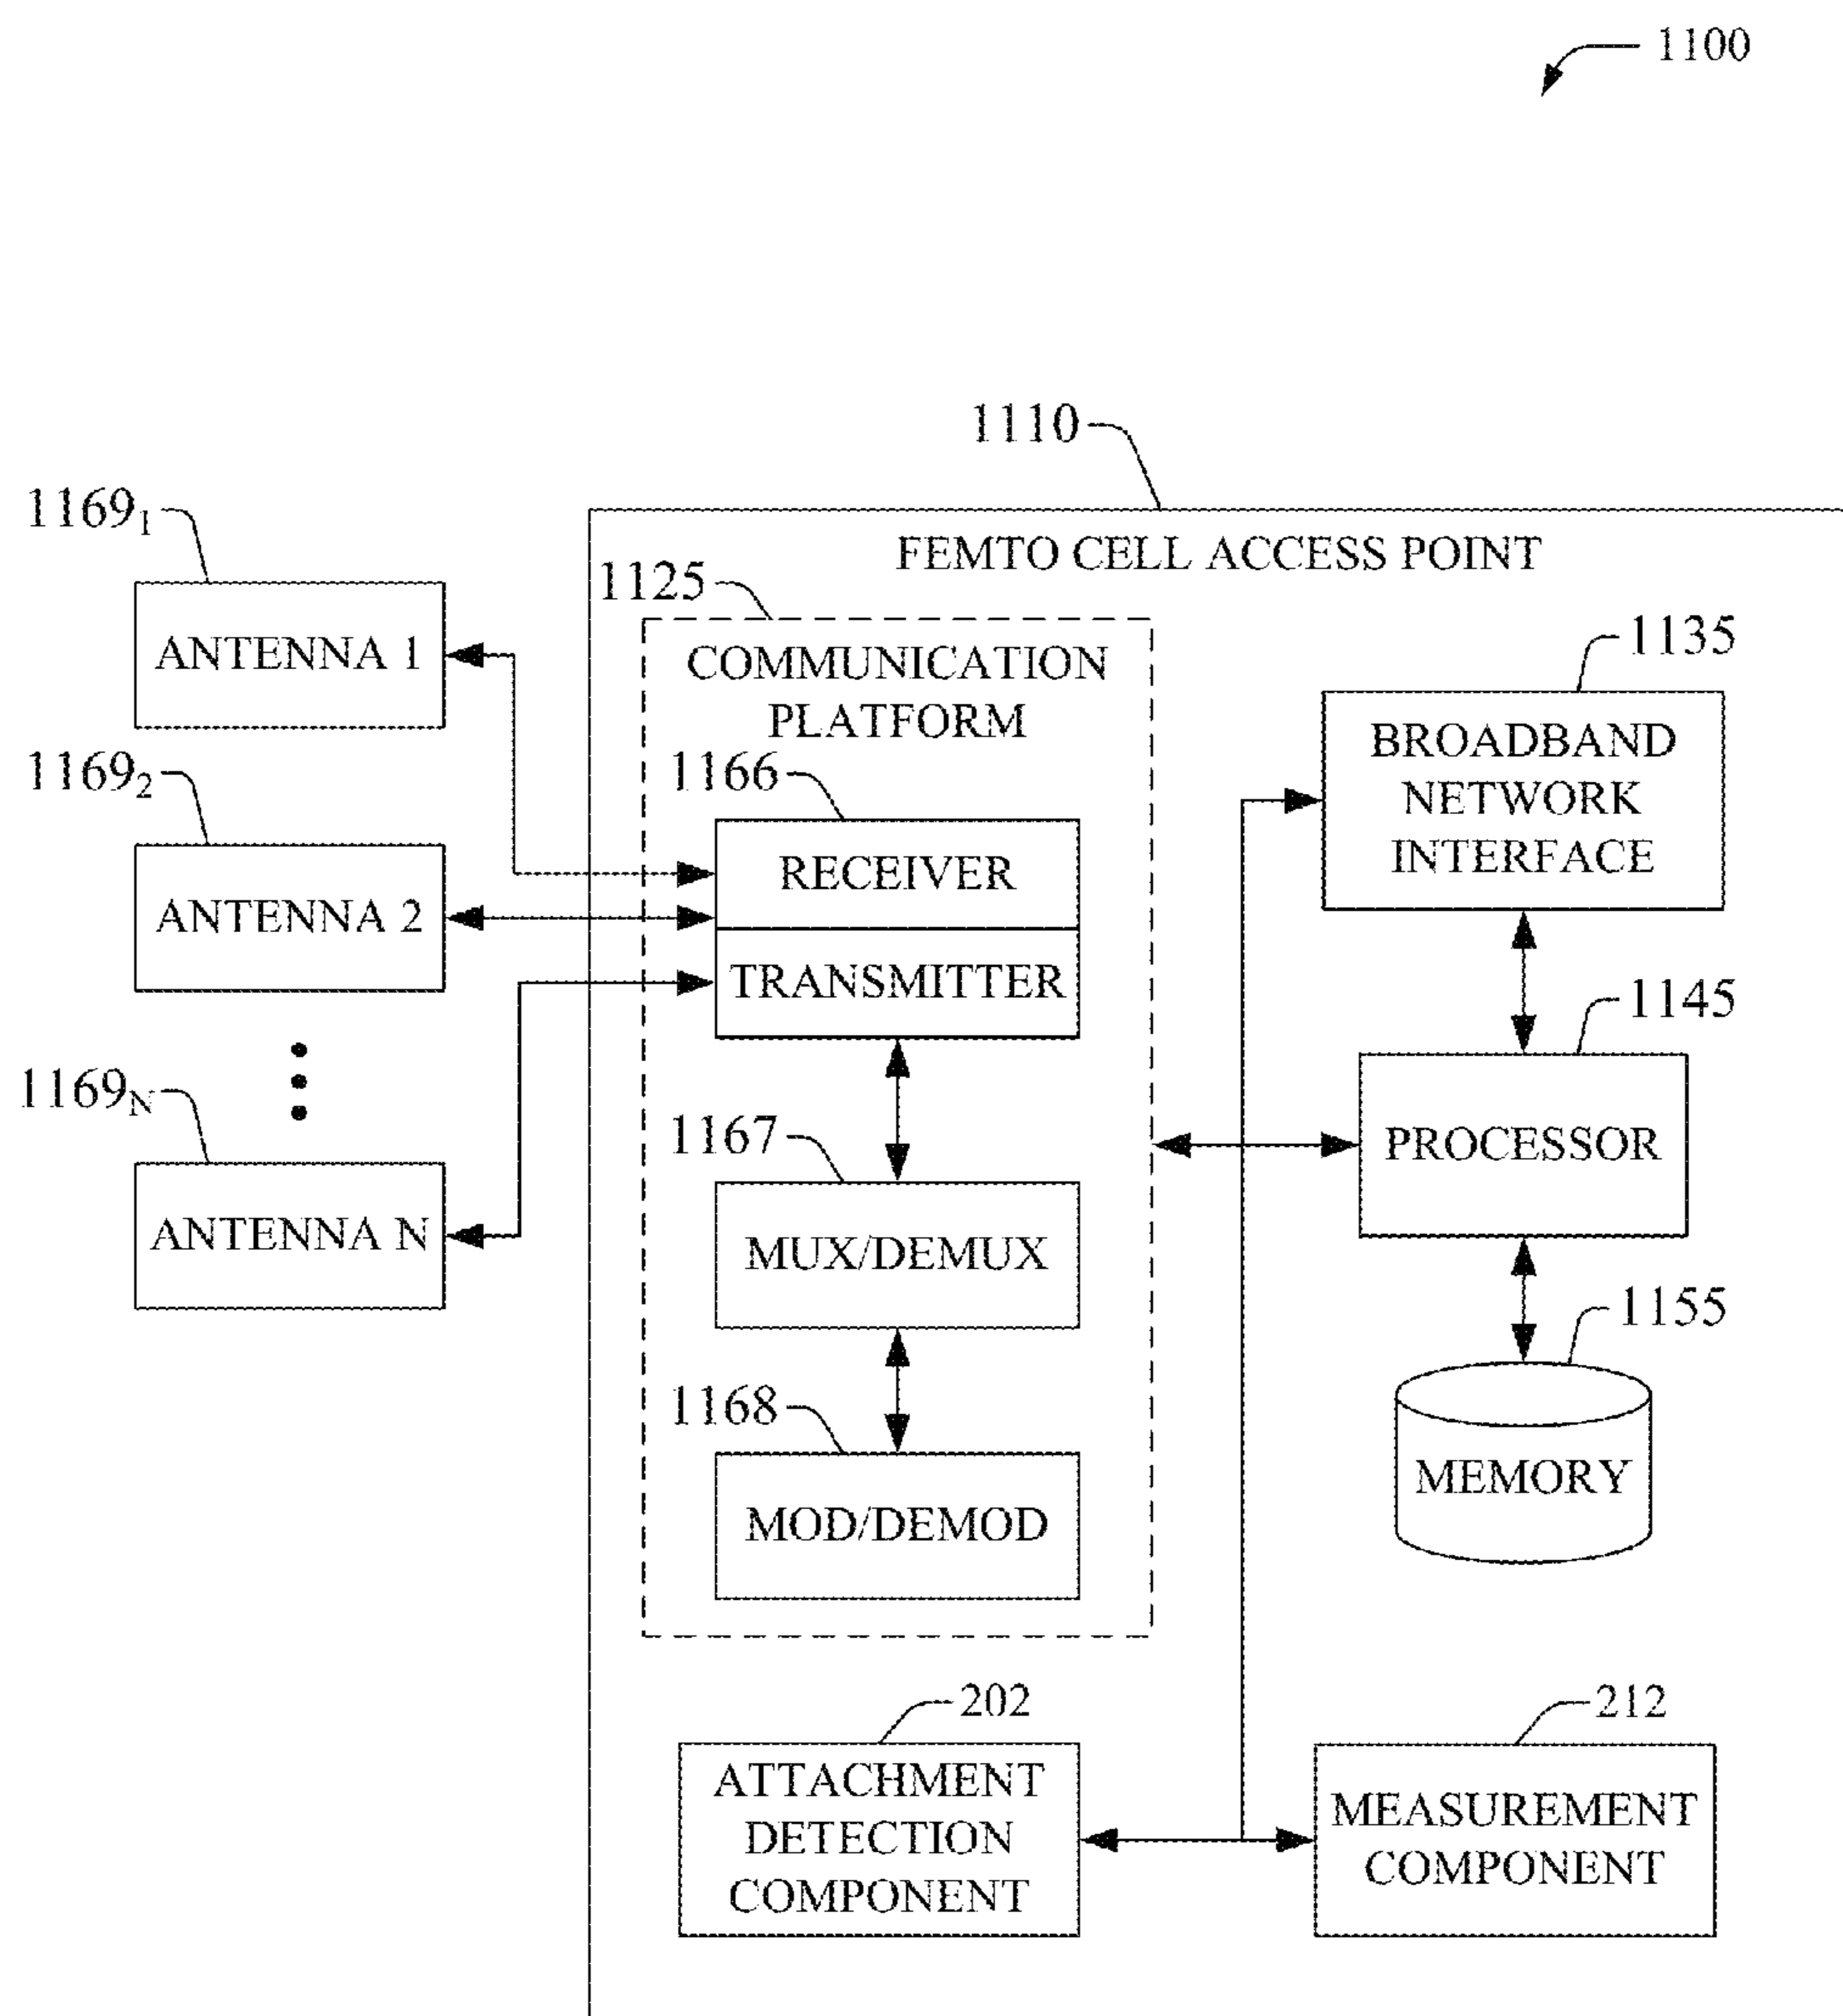 1100
1110
FEMTO CELL ACCESS POINT
1169₁
ANTENNA 1
1169₂
ANTENNA 2
1169N
ANTENNA N
1125
COMMUNICATION
PLATFORM
1166
RECEIVER
TRANSMITTER
1167
MUX/DEMUX
1168
MOD/DEMOD
1135
BROADBAND
NETWORK
INTERFACE
1145
PROCESSOR
1155
MEMORY
202
ATTACHMENT
DETECTION
COMPONENT
212
MEASUREMENT
COMPONENT